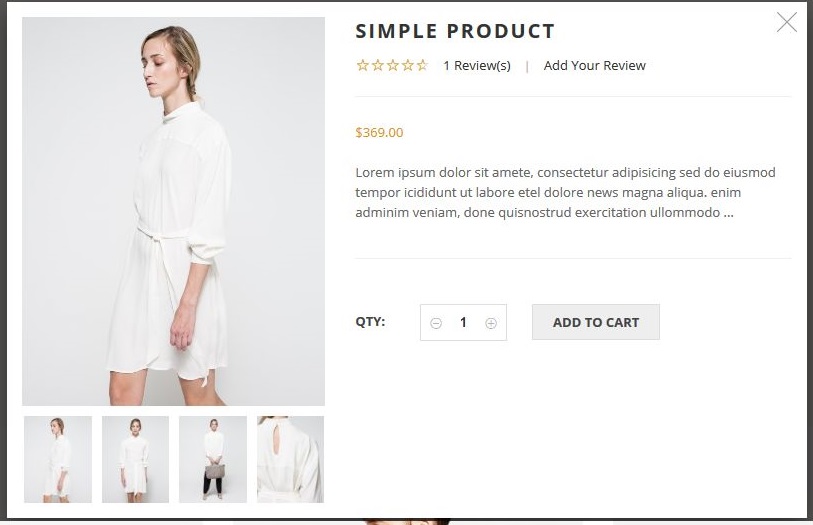 SIMPLE PRODUCT
1 Review(s) | Add Your Review
$369.00
Lorem ipsum dolor sit amete, consectetur adipisicing sed do eiusmod
tempor icididunt ut labore etel dolore news magna aliqua. enim
adminim veniam, done quisnostrud exercitation ullommodo ...
QTY: 1 ADD TO CART